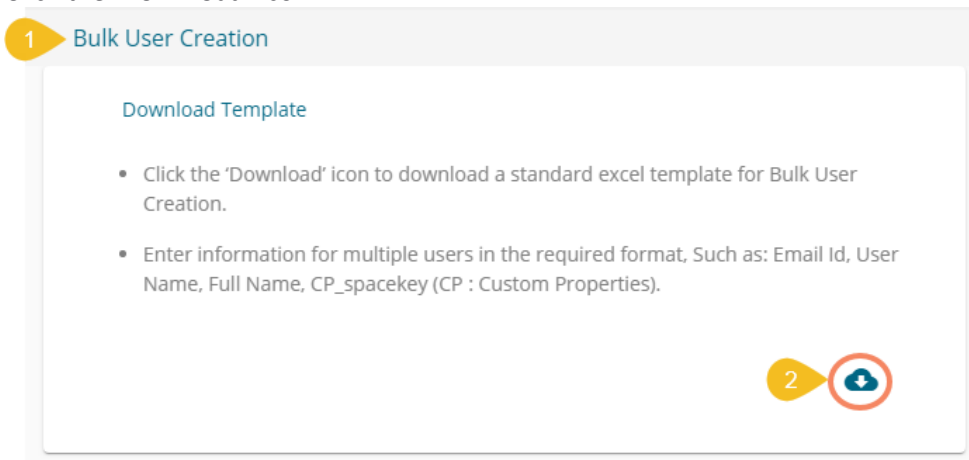 1 Bulk User Creation
Download Template
• Click the ‘Download’ icon to download a standard excel template for Bulk User
Creation.
• Enter information for multiple users in the required format, Such as: Email Id, User
Name, Full Name, CP_spacekey (CP : Custom Properties).
2